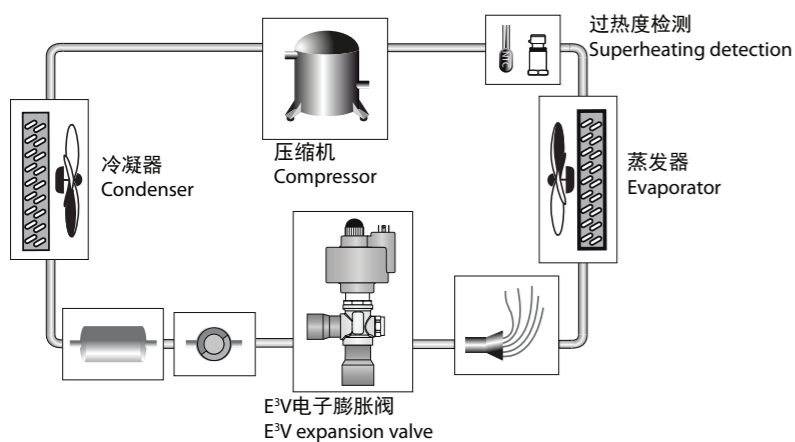 过热度检测
Superheating detection
NTC
压缩机
Compressor
冷凝器
Condenser
蒸发器
Evaporator
E³V电子膨胀阀
E³V expansion valve